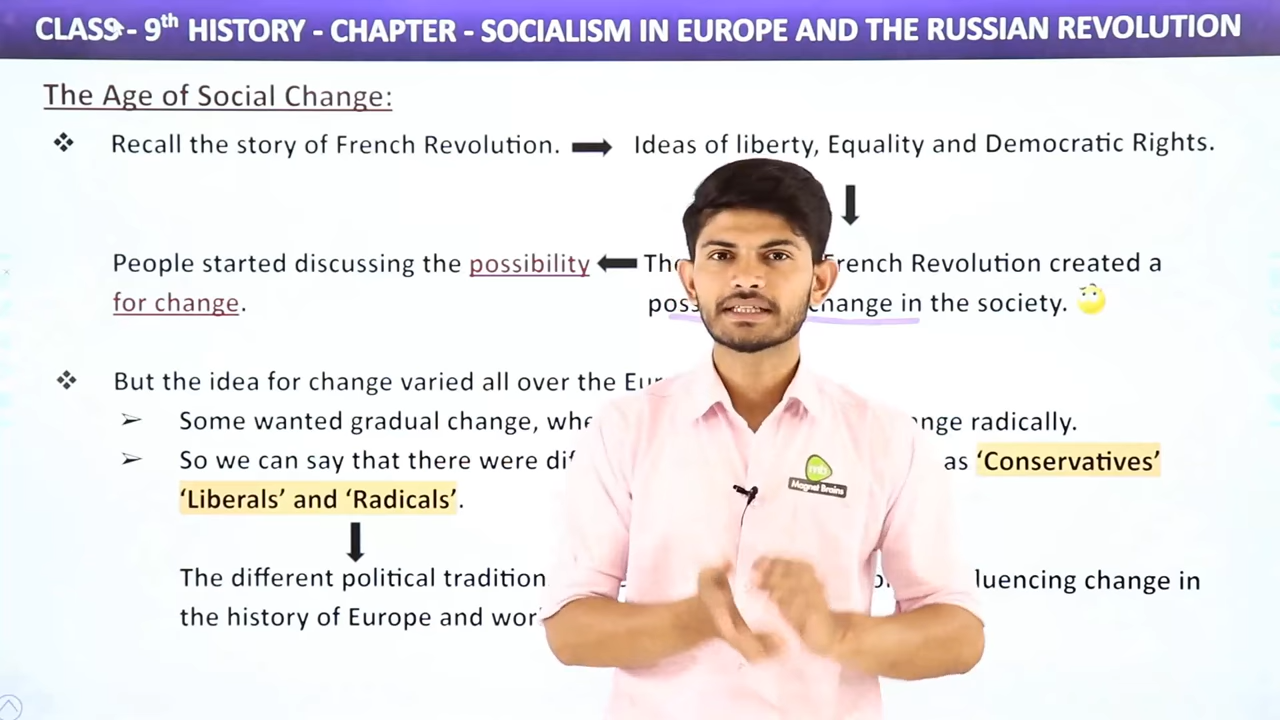 CLASS - 9th HISTORY - CHAPTER - SOCIALISM IN EUROPE AND THE RUSSIAN REVOLUTION
The Age of Social Change:
Recall the story of French Revolution. Ideas of liberty, Equality and Democratic Rights.
People started discussing the possibility French Revolution created a
for change. change in the society.
But the idea for change varied all over the
Some wanted gradual change, radically.
So we can say that there were as ‘Conservatives’
‘Liberals’ and ‘Radicals’.
The different political change in
the history of Europe and
mb
Magnet Brains